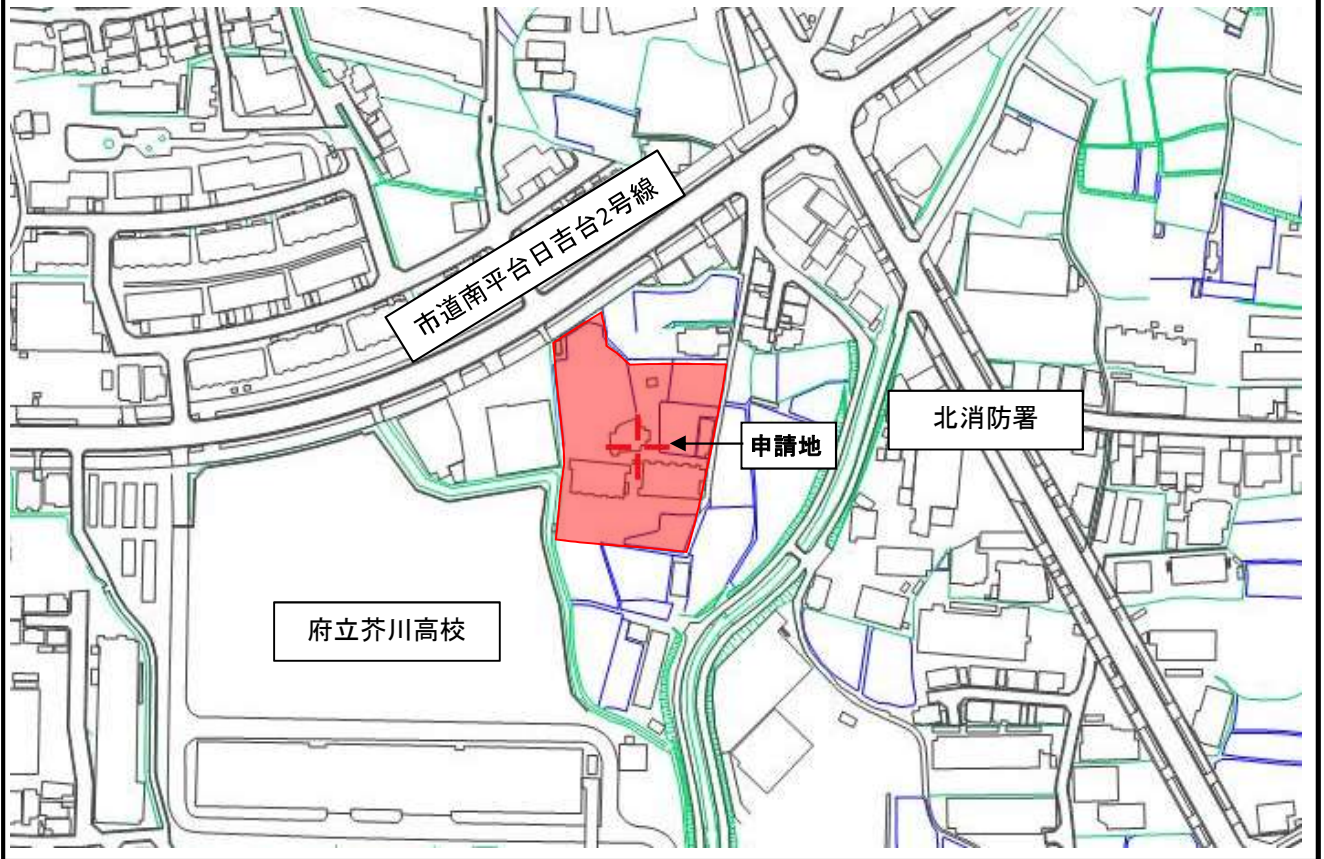 市道南平台日吉台2号線
北消防署
申請地
府立芥川高校